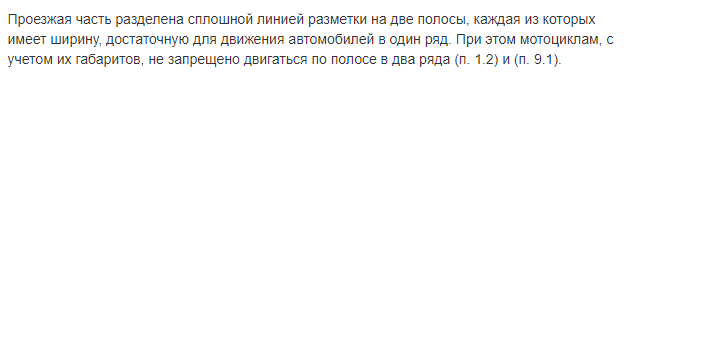 Проезжая часть разделена сплошной линией разметки на две полосы, каждая из которых
имеет ширину, достаточную для движения автомобилей в один ряд. При этом мотоциклам, с
учетом их габаритов, не запрещено двигаться по полосе в два ряда (п. 1.2) и (п. 9.1).